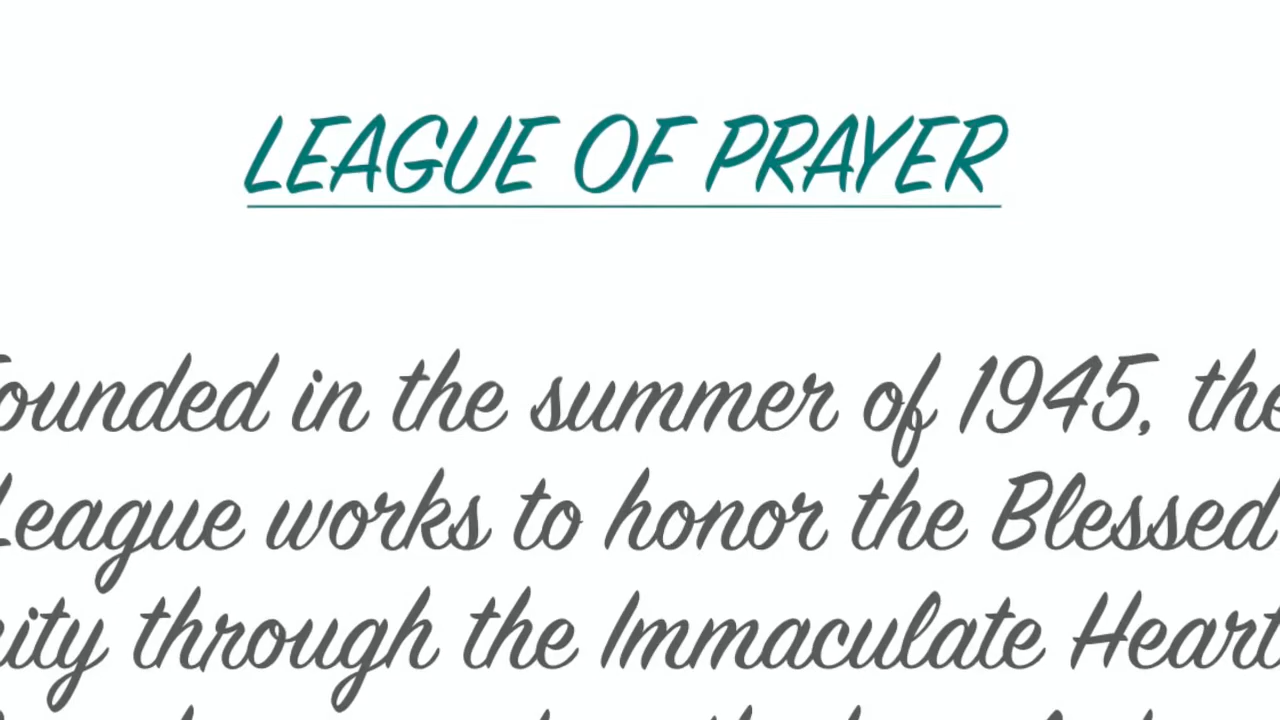 LEAGUE OF PRAYER
ounded in the summer of 1945, the
League works to honor the Blessed
ity through the Immaculate Heart